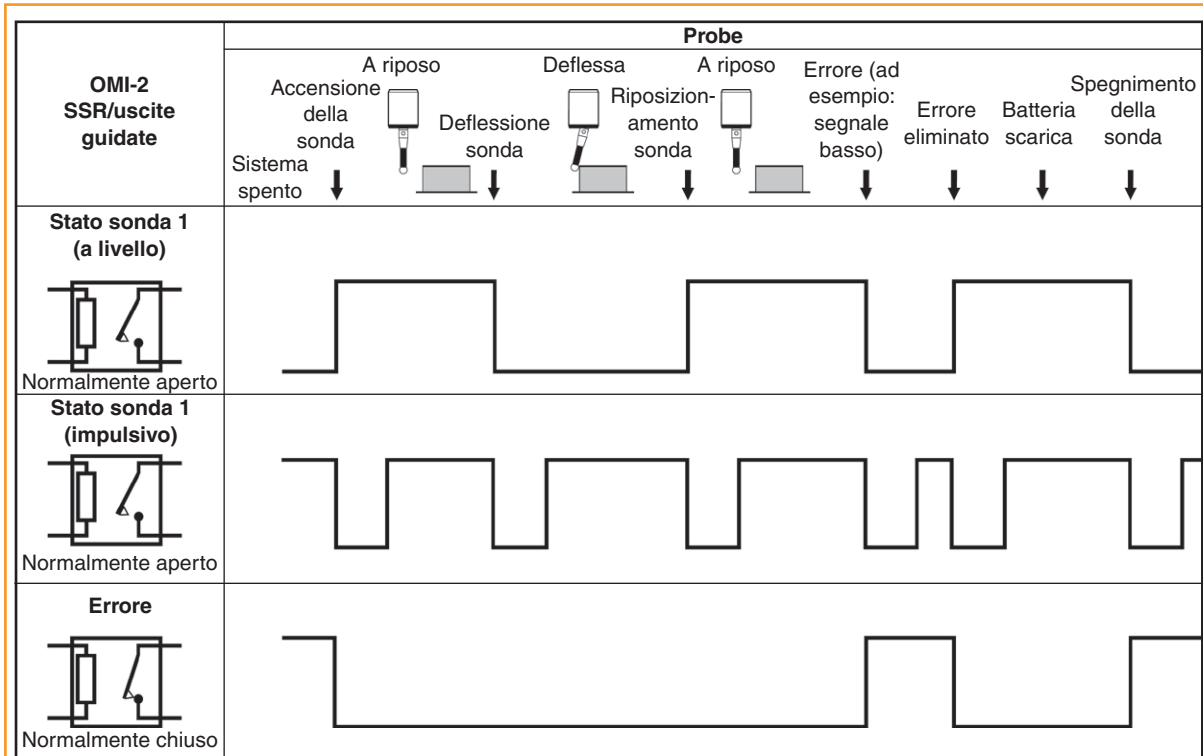 OMI-2
SSR/uscite
guidate
Probe
Sistema
spento
Accensione
della
sonda
A riposo
Deflessione
sonda
Deflessa
Riposizion-
amento
sonda
A riposo
Errore (ad
esempio:
segnale
basso)
Errore
eliminato
Batteria
scarica
Spegnimento
della
sonda
Stato sonda 1
(a livello)
Normalmente aperto
Stato sonda 1
(impulsivo)
Normalmente aperto
Errore
Normalmente chiuso